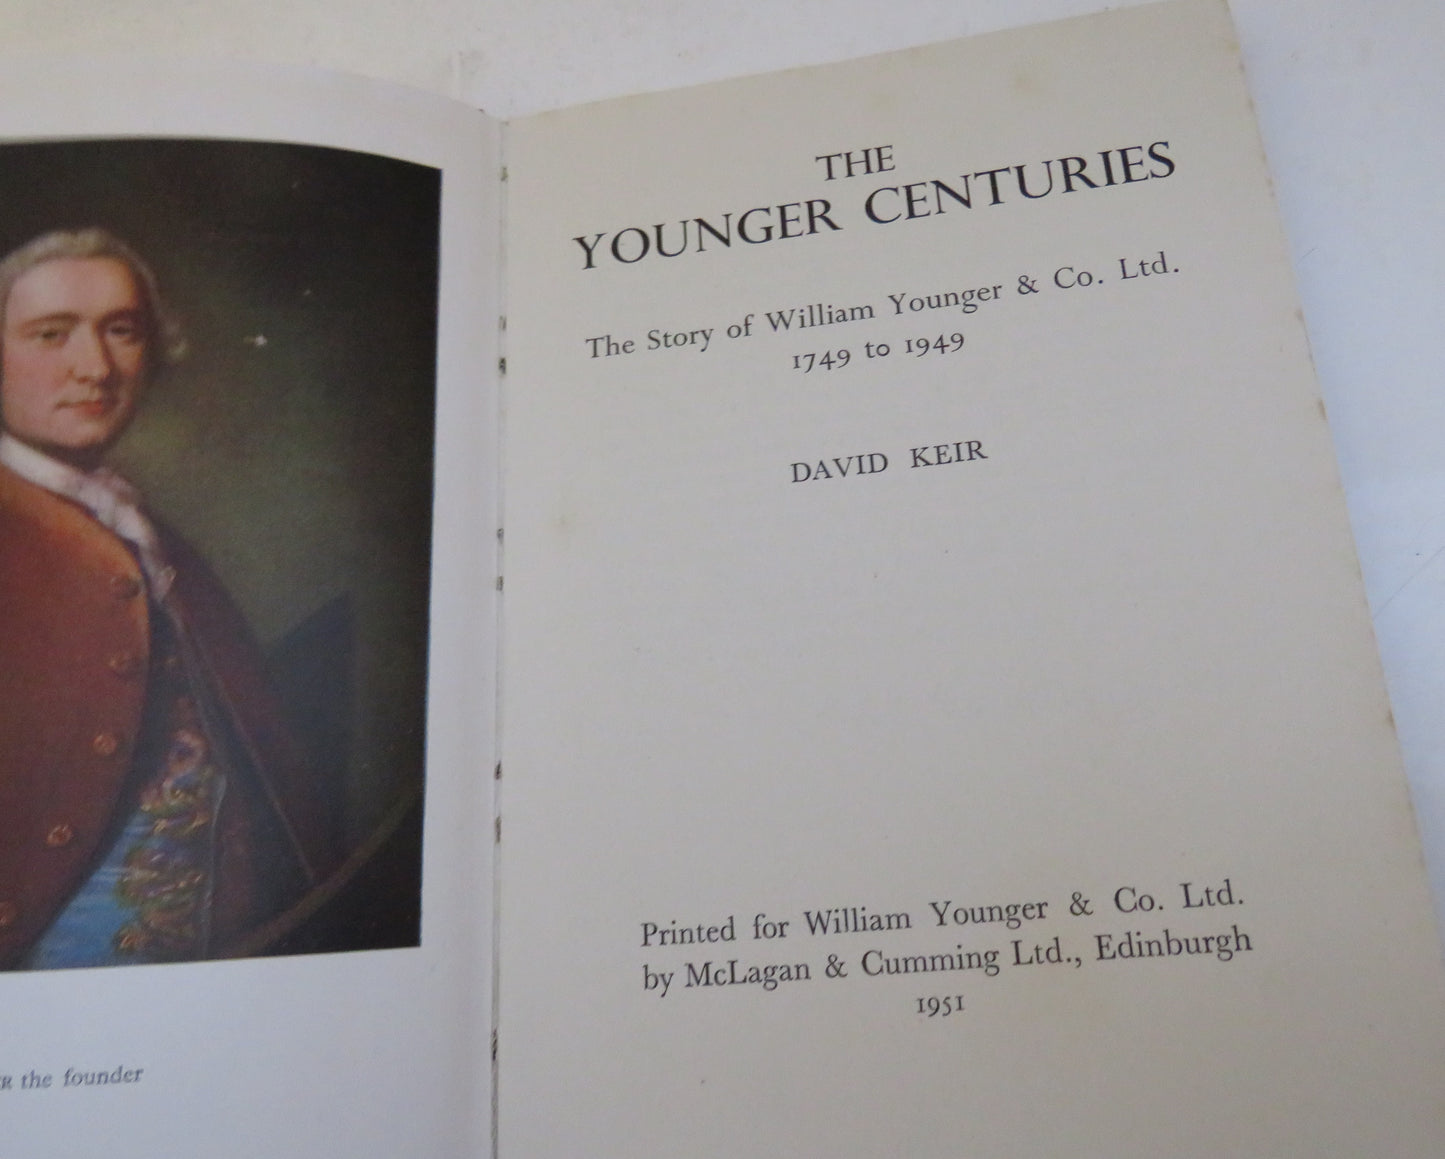 THE
YOUNGER CENTURIES
The Story of William Younger & Co. Ltd.
1749 to 1949
DAVID KEIR
Printed for William Younger & Co. Ltd.
by McLagan & Cumming Ltd., Edinburgh
1951
the founder